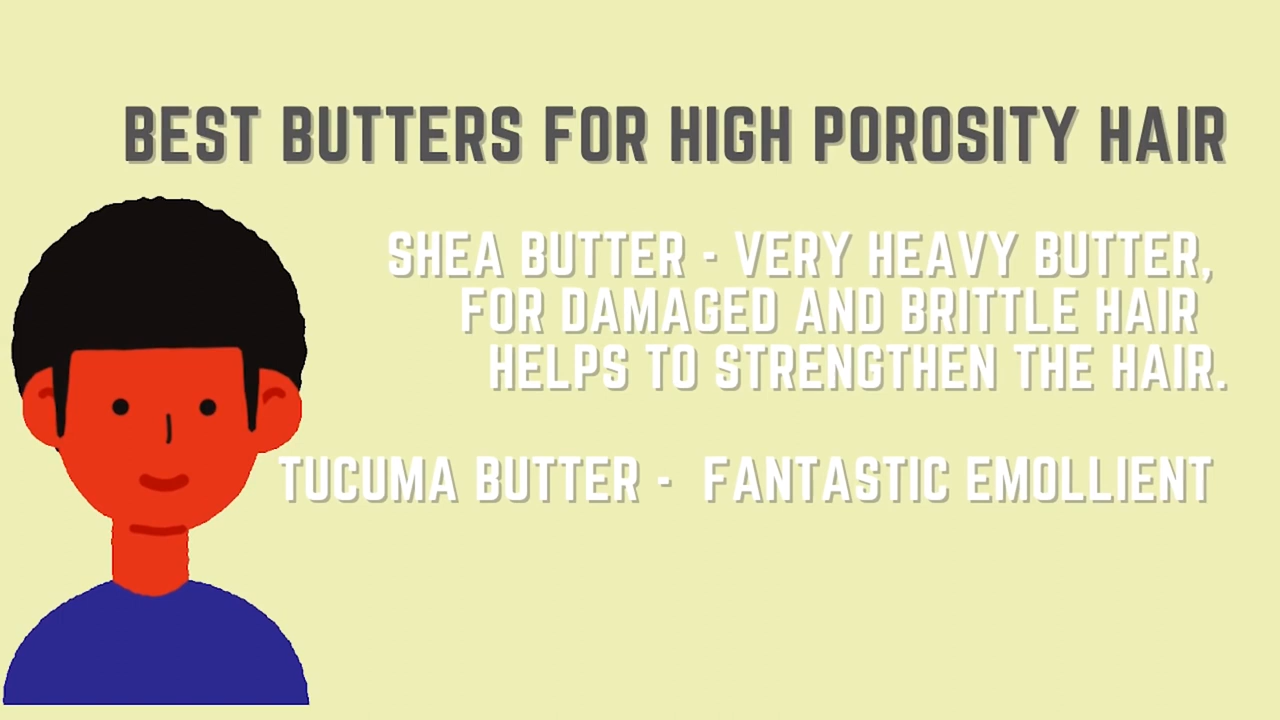 BEST BUTTERS FOR HIGH POROSITY HAIR
SHEA BUTTER - VERY HEAVY BUTTER,
FOR DAMAGED AND BRITTLE HAIR
HELPS TO STRENGTHEN THE HAIR.
TUCUMA BUTTER - FANTASTIC EMOLLIENT